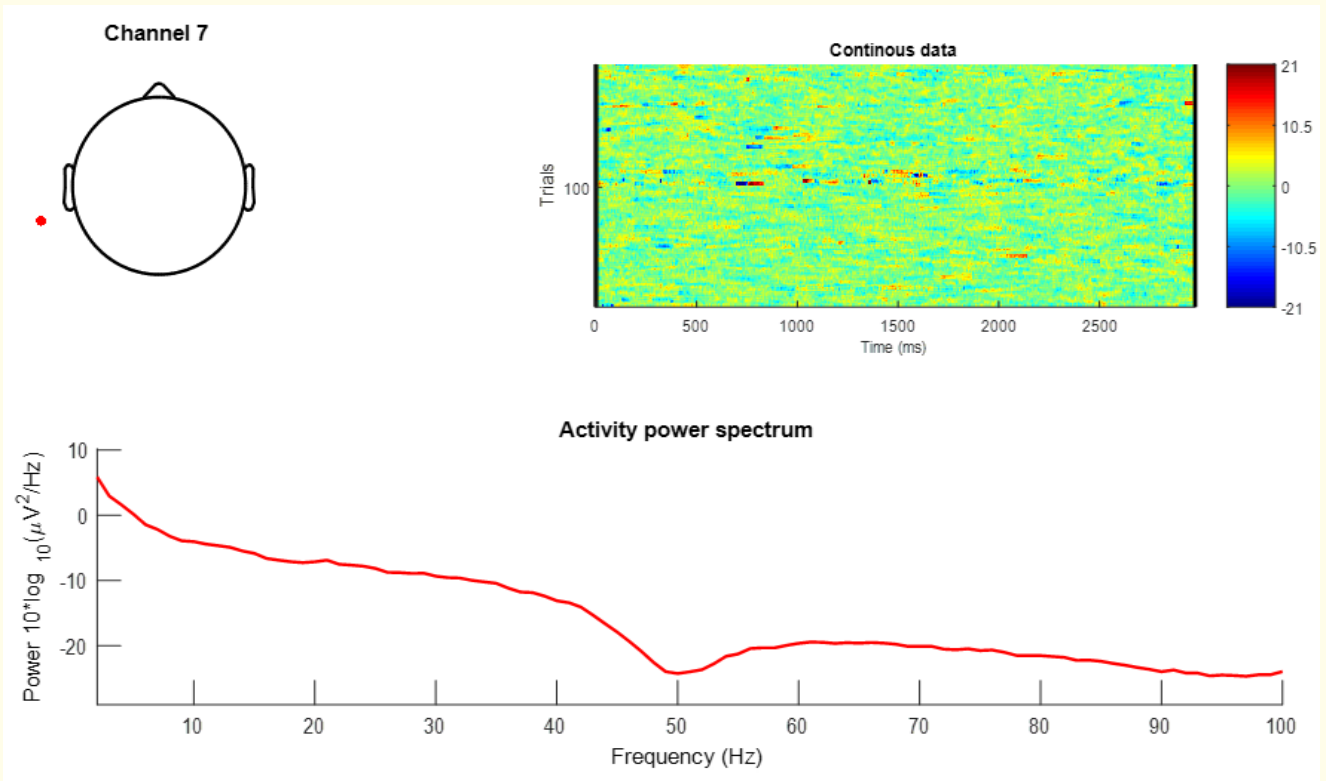 Channel 7
Continous data
Trials
100
0 500 1000 1500 2000 2500
Time (ms)
21
10.5
0
-10.5
-21
Activity power spectrum
Power 10*log 10(μV2/Hz)
10
0
-10
-20
10 20 30 40 50 60 70 80 90 100
Frequency (Hz)